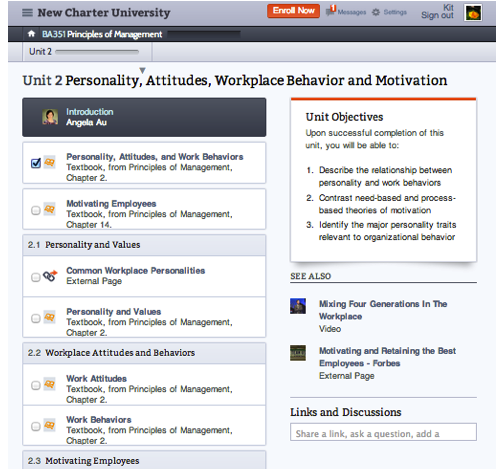 New Charter University
Enroll Now
1
Messages
Settings
Kit
Sign out
BA351 Principles of Management
Unit 2
Unit 2 Personality, Attitudes, Workplace Behavior and Motivation
Introduction
Angela Au
Personality, Attitudes, and Work Behaviors
Textbook, from Principles of Management,
Chapter 2.
Motivating Employees
Textbook, from Principles of Management,
Chapter 14.
2.1 Personality and Values
Common Workplace Personalities
External Page
Personality and Values
Textbook, from Principles of Management,
Chapter 2.
2.2 Workplace Attitudes and Behaviors
Work Attitudes
Textbook, from Principles of Management,
Chapter 2.
Work Behaviors
Textbook, from Principles of Management,
Chapter 2.
2.3 Motivating Employees
Unit Objectives
Upon successful completion of this
unit, you will be able to:
1. Describe the relationship between
personality and work behaviors
2. Contrast need-based and process-
based theories of motivation
3. Identify the major personality traits
relevant to organizational behavior
SEE ALSO
Mixing Four Generations In The
Workplace
Video
Motivating and Retaining the Best
Employees - Forbes
External Page
Links and Discussions
Share a link, ask a question, add a